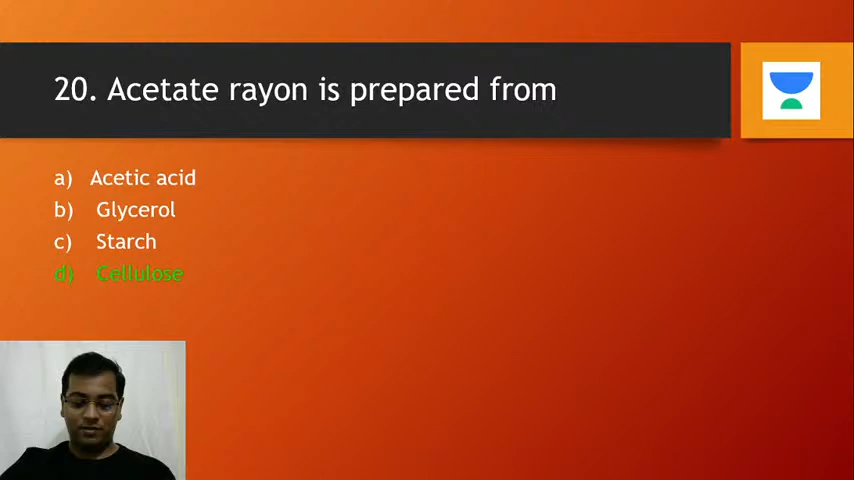 20. Acetate rayon is prepared from
a) Acetic acid
b) Glycerol
c) Starch
d) Cellulose